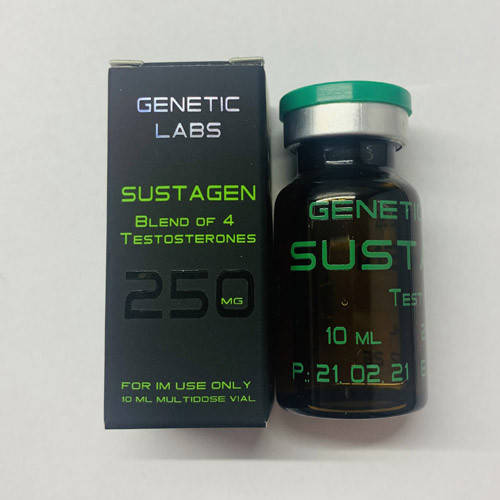 GENETIC
LABS
SUSTAGEN
BLEND OF 4
TESTOSTERONES
250 MG
FOR IM USE ONLY
10 ML MULTIDOSE VIAL
GENETIC
SUSTA
TEST
10 ML
P.: 21 02 21